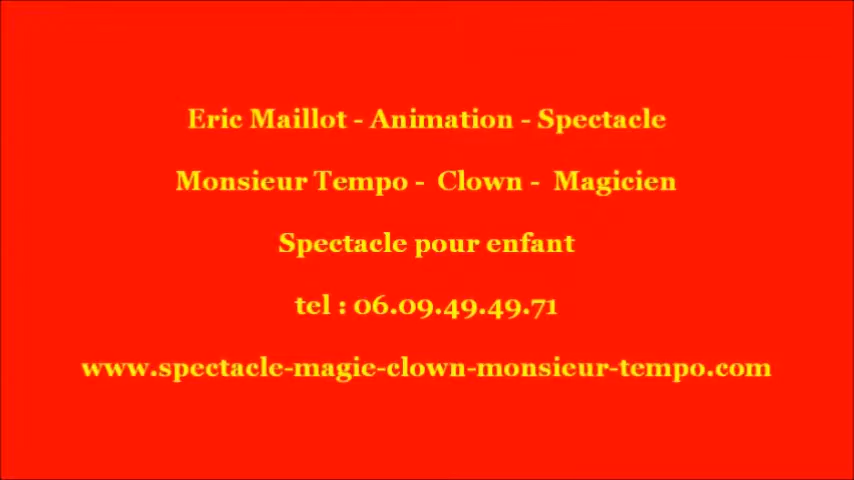 Eric Maillot - Animation - Spectacle
Monsieur Tempo - Clown - Magicien
Spectacle pour enfant
tel : 06.09.49.49.71
www.spectacle-magie-clown-monsieur-tempo.com